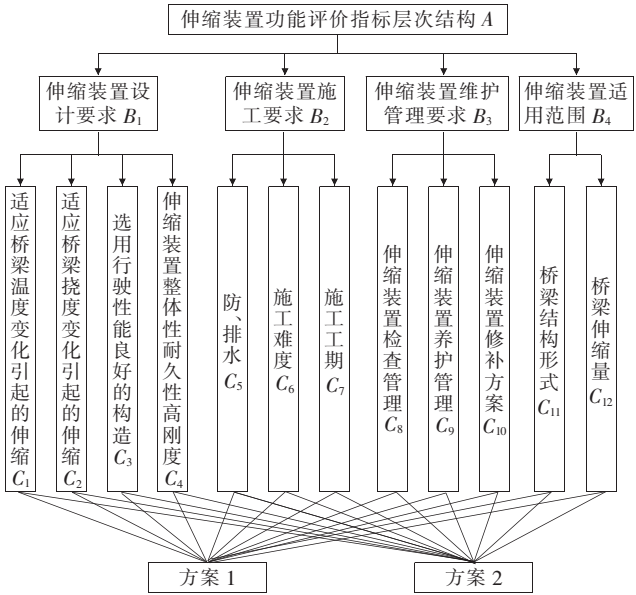 伸缩装置功能评价指标层次结构 A
伸缩装置设
计要求 B₁
伸缩装置施
工要求 B₂
伸缩装置维护
管理要求 B₃
伸缩装置适
用范围 B₄
适应桥梁温度变化引起的伸缩 C₁
适应桥梁挠度变化引起的伸缩 C₂
选用行驶性能良好的构造 C₃
伸缩装置整体性耐久性高刚度 C₄
防、排水 C₅
施工难度 C₆
施工工期 C₇
伸缩装置检查管理 C₈
伸缩装置养护管理 C₉
伸缩装置修补方案 C₁₀
桥梁结构形式 C₁₁
桥梁伸缩量 C₁₂
方案 1
方案 2